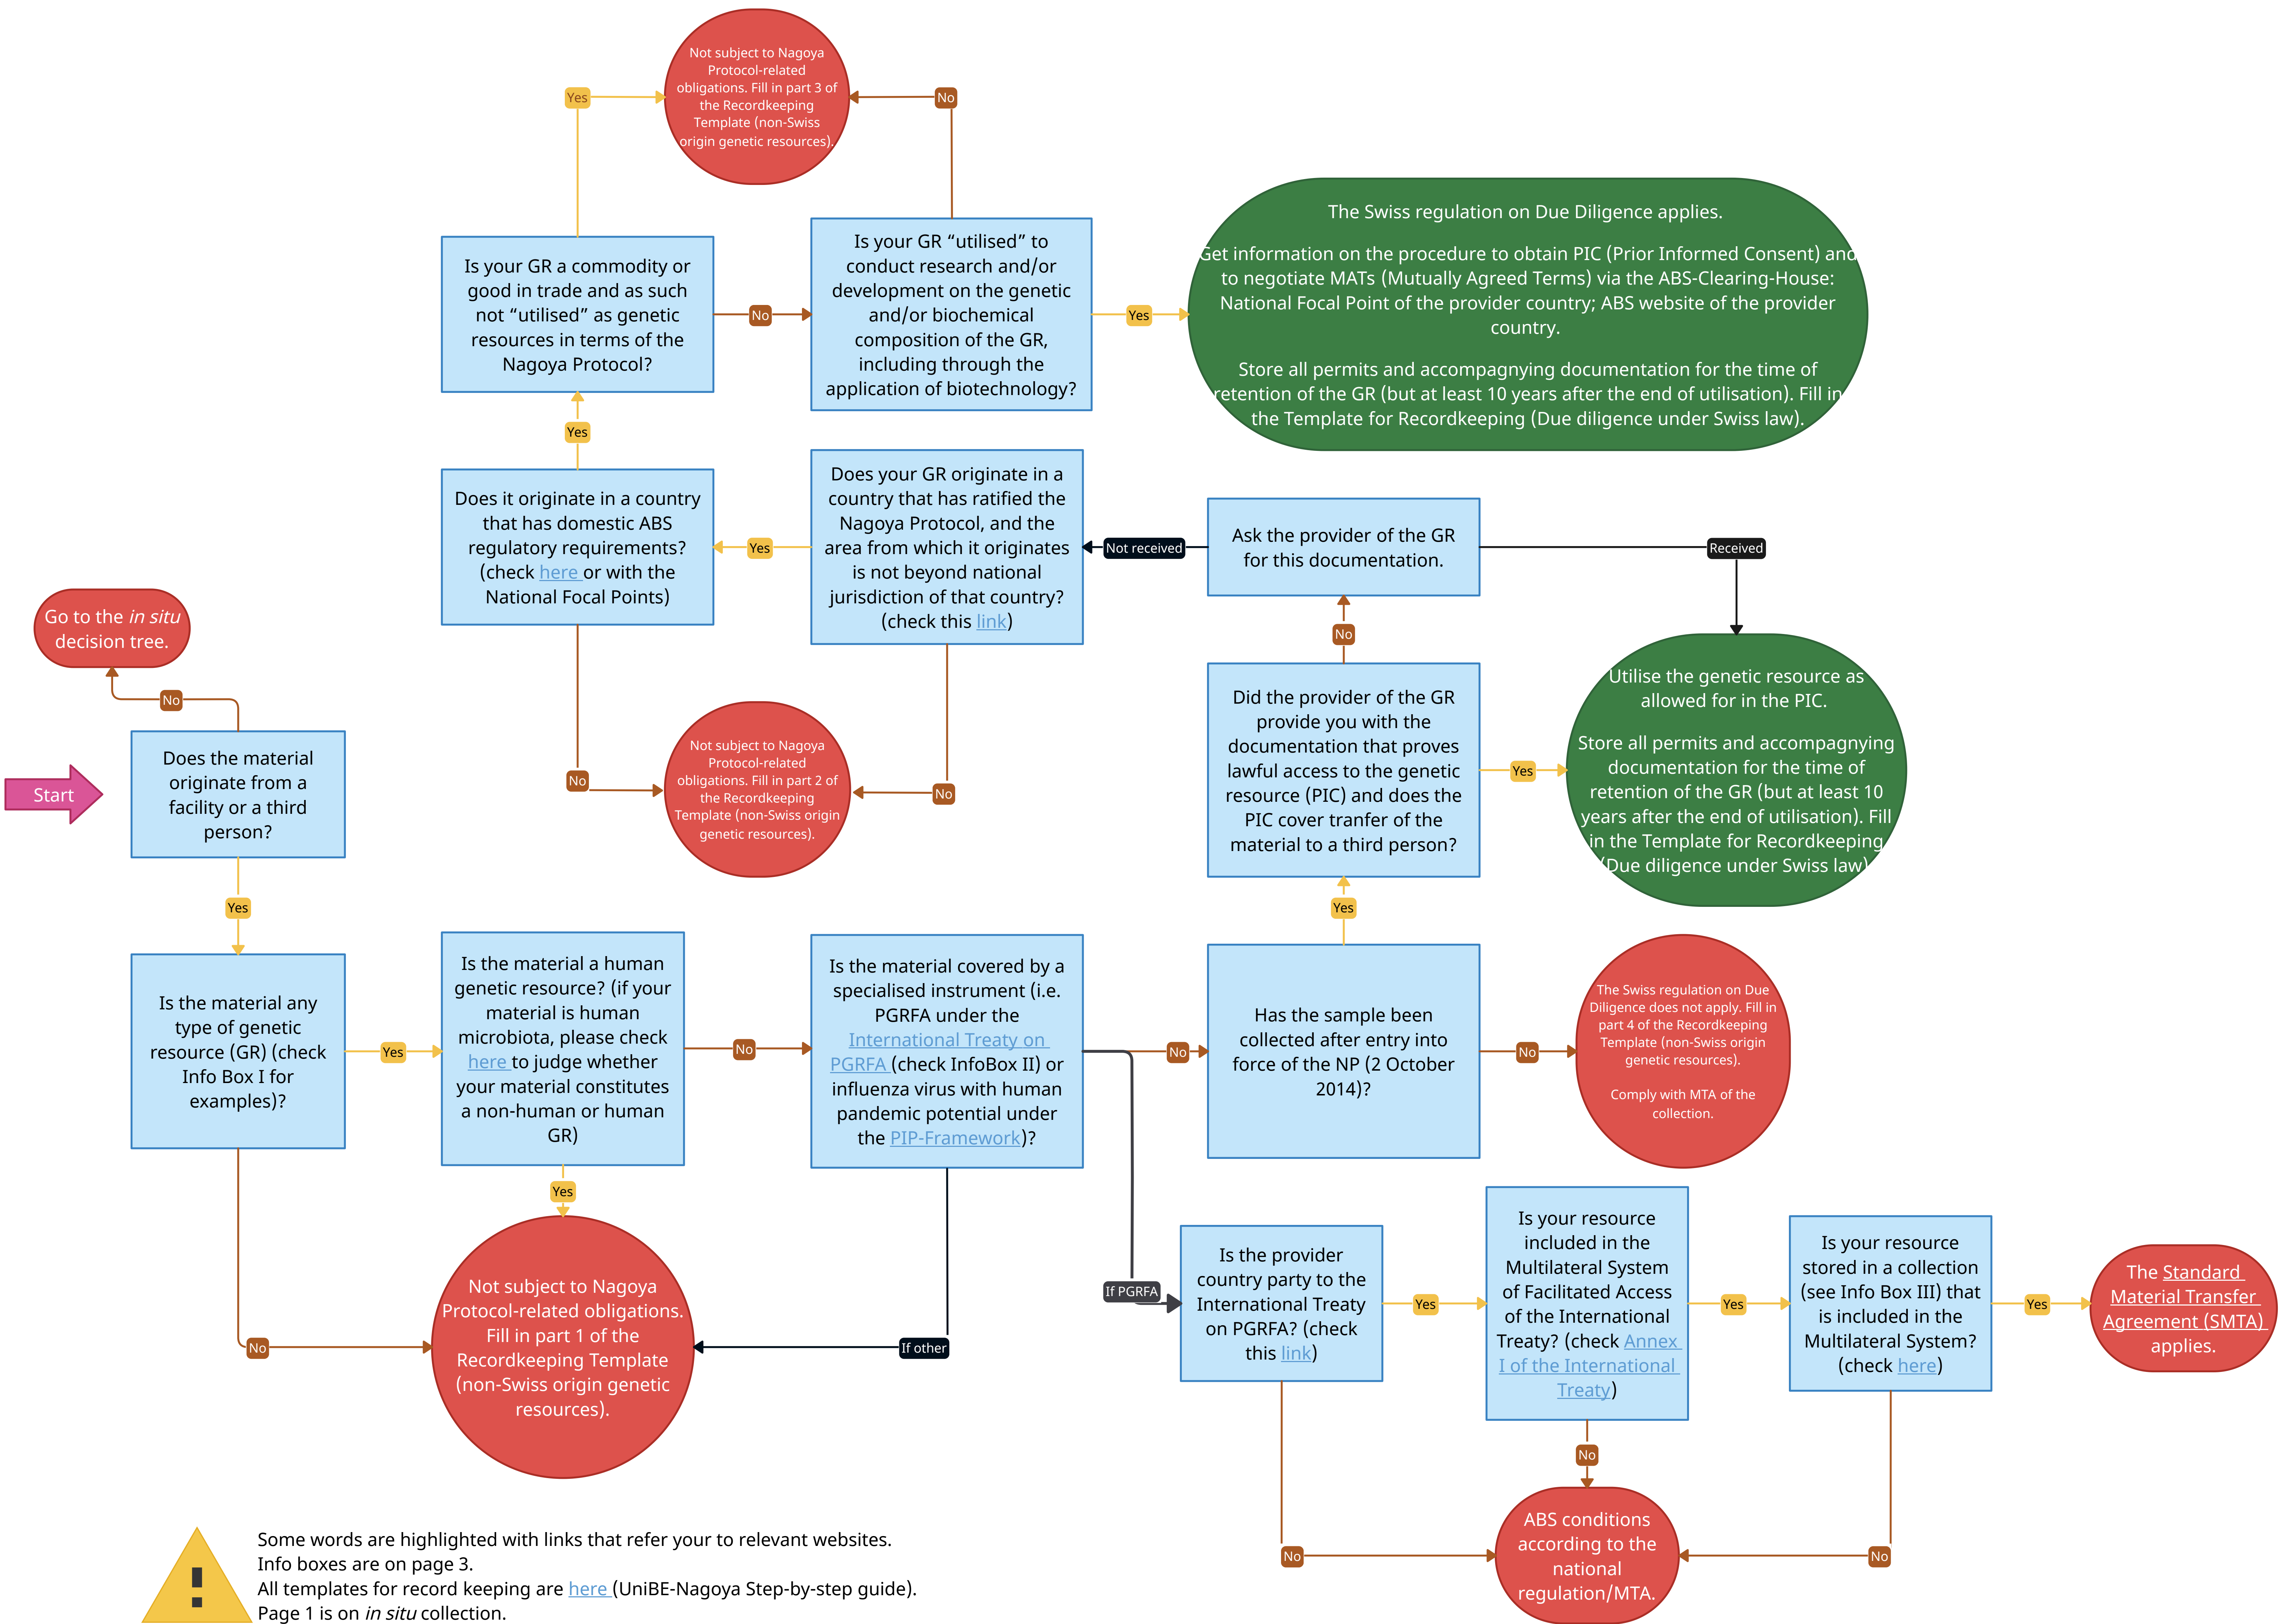 Not subject to Nagoya
Protocol-related
obligations. Fill in part 3 of
the Recordkeeping
Template (non-Swiss
origin genetic resources).
Yes
No
Is your GR a commodity or
good in trade and as such
not “utilised” as genetic
resources in terms of the
Nagoya Protocol?
No
Is your GR “utilised” to
conduct research and/or
development on the genetic
and/or biochemical
composition of the GR,
including through the
application of biotechnology?
Yes
The Swiss regulation on Due Diligence applies.
Get information on the procedure to obtain PIC (Prior Informed Consent) and
to negotiate MATs (Mutually Agreed Terms) via the ABS-Clearing-House:
National Focal Point of the provider country; ABS website of the provider
country.
Store all permits and accompagnying documentation for the time of
retention of the GR (but at least 10 years after the end of utilisation). Fill in
the Template for Recordkeeping (Due diligence under Swiss law).
Yes
Does it originate in a country
that has domestic ABS
regulatory requirements?
(check here or with the
National Focal Points)
Yes
Does your GR originate in a
country that has ratified the
Nagoya Protocol, and the
area from which it originates
is not beyond national
jurisdiction of that country?
(check this link)
Not received
Ask the provider of the GR
for this documentation.
Received
No
Go to the in situ
decision tree.
No
Does the material
originate from a
facility or a third
person?
Start
No
Not subject to Nagoya
Protocol-related
obligations. Fill in part 2 of
the Recordkeeping
Template (non-Swiss origin
genetic resources).
No
Did the provider of the GR
provide you with the
documentation that proves
lawful access to the genetic
resource (PIC) and does the
PIC cover tranfer of the
material to a third person?
Yes
Utilise the genetic resource as
allowed for in the PIC.
Store all permits and accompagnying
documentation for the time of
retention of the GR (but at least 10
years after the end of utilisation). Fill
in the Template for Recordkeeping
(Due diligence under Swiss law)
Yes
Yes
Is the material any
type of genetic
resource (GR) (check
Info Box I for
examples)?
Yes
Is the material a human
genetic resource? (if your
material is human
microbiota, please check
here to judge whether
your material constitutes
a non-human or human
GR)
No
Is the material covered by a
specialised instrument (i.e.
PGRFA under the
International Treaty on
PGRFA (check InfoBox II) or
influenza virus with human
pandemic potential under
the PIP-Framework)?
No
Has the sample been
collected after entry into
force of the NP (2 October
2014)?
No
The Swiss regulation on Due
Diligence does not apply. Fill in
part 4 of the Recordkeeping
Template (non-Swiss origin
genetic resources).
Comply with MTA of the
collection.
Yes
No
Not subject to Nagoya
Protocol-related obligations.
Fill in part 1 of the
Recordkeeping Template
(non-Swiss origin genetic
resources).
If other
If PGRFA
Is the provider
country party to the
International Treaty
on PGRFA? (check
this link)
Yes
Is your resource
included in the
Multilateral System
of Facilitated Access
of the International
Treaty? (check Annex
I of the International
Treaty)
Yes
Is your resource
stored in a collection
(see Info Box III) that
is included in the
Multilateral System?
(check here)
Yes
The Standard
Material Transfer
Agreement (SMTA)
applies.
No
No
No
ABS conditions
according to the
national
regulation/MTA.
!
Some words are highlighted with links that refer your to relevant websites.
Info boxes are on page 3.
All templates for record keeping are here (UniBE-Nagoya Step-by-step guide).
Page 1 is on in situ collection.